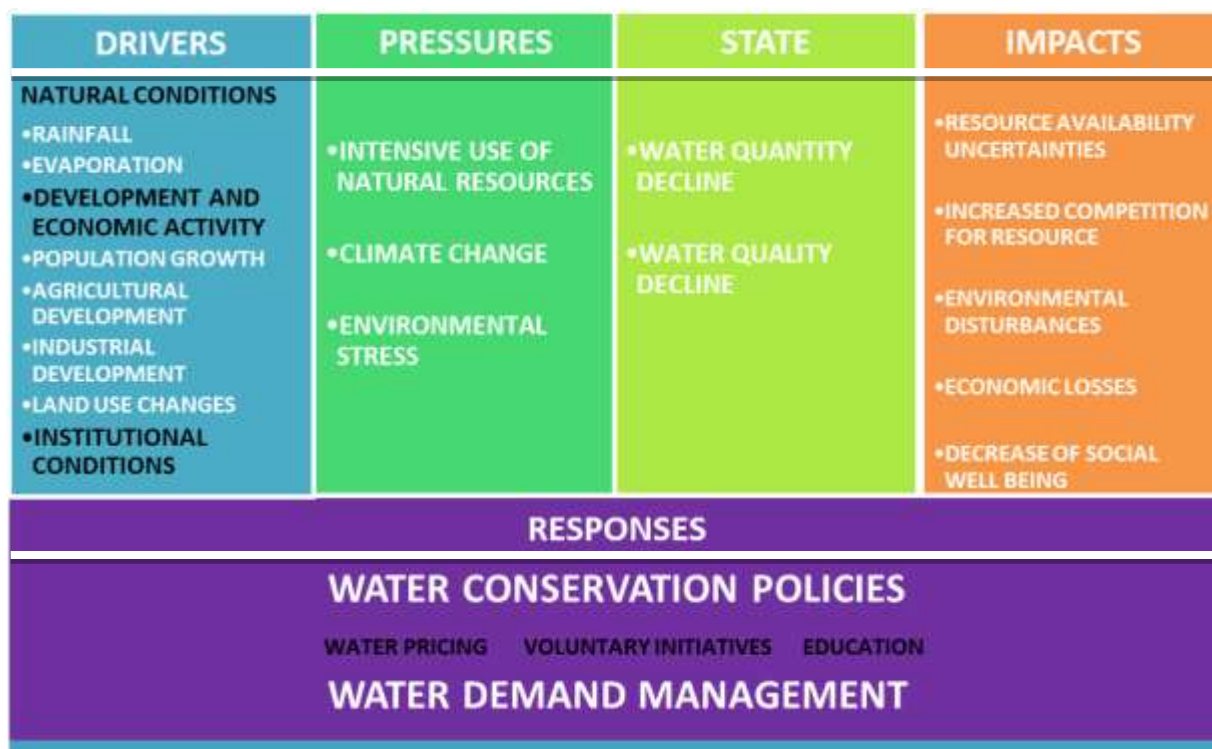 DRIVERS
NATURAL CONDITIONS
•RAINFALL
•EVAPORATION
•DEVELOPMENT AND
ECONOMIC ACTIVITY
•POPULATION GROWTH
•AGRICULTURAL
DEVELOPMENT
•INDUSTRIAL
DEVELOPMENT
•LAND USE CHANGES
•INSTITUTIONAL
CONDITIONS
PRESSURES
•INTENSIVE USE OF
NATURAL RESOURCES
•CLIMATE CHANGE
•ENVIRONMENTAL
STRESS
STATE
•WATER QUANTITY
DECLINE
•WATER QUALITY
DECLINE
IMPACTS
•RESOURCE AVAILABILITY
UNCERTAINTIES
•INCREASED COMPETITION
FOR RESOURCE
•ENVIRONMENTAL
DISTURBANCES
•ECONOMIC LOSSES
•DECREASE OF SOCIAL
WELL BEING
RESPONSES
WATER CONSERVATION POLICIES
WATER PRICING VOLUNTARY INITIATIVES EDUCATION
WATER DEMAND MANAGEMENT